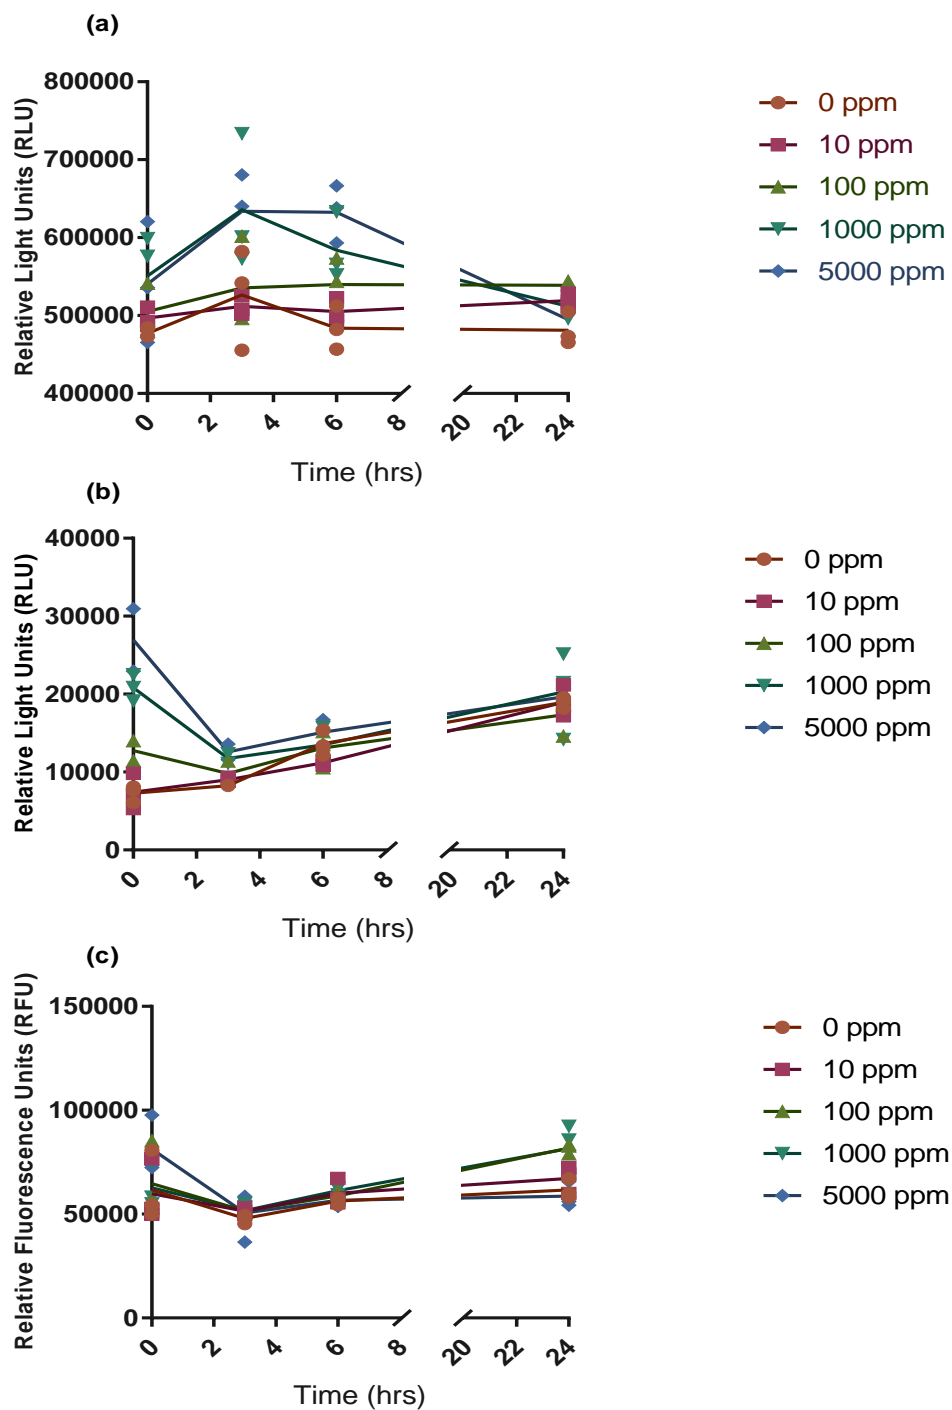 (a)
Relative Light Units (RLU)
800000
700000
600000
500000
400000
0 2 4 6 8 20 22 24
Time (hrs)
0 ppm
10 ppm
100 ppm
1000 ppm
5000 ppm
(b)
Relative Light Units (RLU)
40000
30000
20000
10000
0
0 2 4 6 8 20 22 24
Time (hrs)
0 ppm
10 ppm
100 ppm
1000 ppm
5000 ppm
(c)
Relative Fluorescence Units (RFU)
150000
100000
50000
0
0 2 4 6 8 20 22 24
Time (hrs)
0 ppm
10 ppm
100 ppm
1000 ppm
5000 ppm